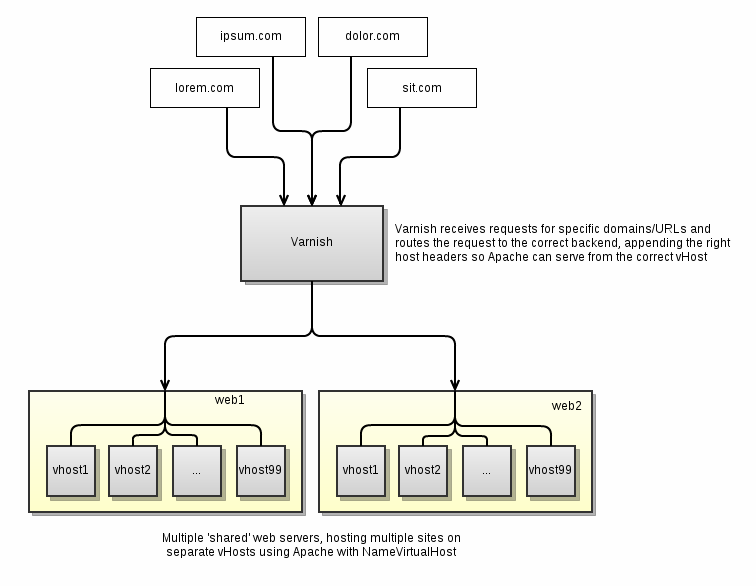 ipsum.com
dolor.com
lorem.com
sit.com
Varnish
Varnish receives requests for specific domains/URLs and
routes the request to the correct backend, appending the right
host headers so Apache can serve from the correct vHost
web1
web2
vhost1
vhost2
...
vhost99
vhost1
vhost2
...
vhost99
Multiple 'shared' web servers, hosting multiple sites on
separate vHosts using Apache with NameVirtualHost